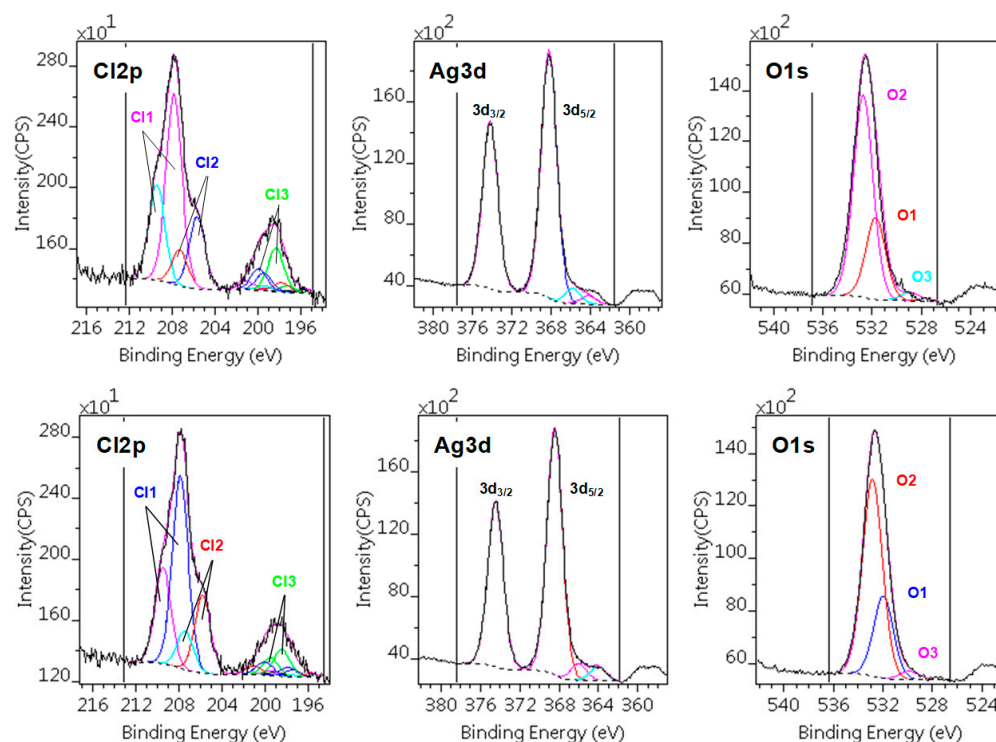 x10¹
280
240
200
160
Intensity(CPS)
Cl2p
Cl1
Cl2
Cl3
216 212 208 204 200 196
Binding Energy (eV)
x10²
160
120
80
40
Intensity(CPS)
Ag3d
3d₃/₂
3d₅/₂
380 376 372 368 364 360
Binding Energy (eV)
x10²
140
120
100
80
60
Intensity(CPS)
O1s
O2
O1
O3
540 536 532 528 524
Binding Energy (eV)
x10¹
280
240
200
160
120
Intensity(CPS)
Cl2p
Cl1
Cl2
Cl3
216 212 208 204 200 196
Binding Energy (eV)
x10²
160
120
80
40
Intensity(CPS)
Ag3d
3d₃/₂
3d₅/₂
380 376 372 368 364 360
Binding Energy (eV)
x10²
140
120
100
80
60
Intensity(CPS)
O1s
O2
O1
O3
540 536 532 528 524
Binding Energy (eV)